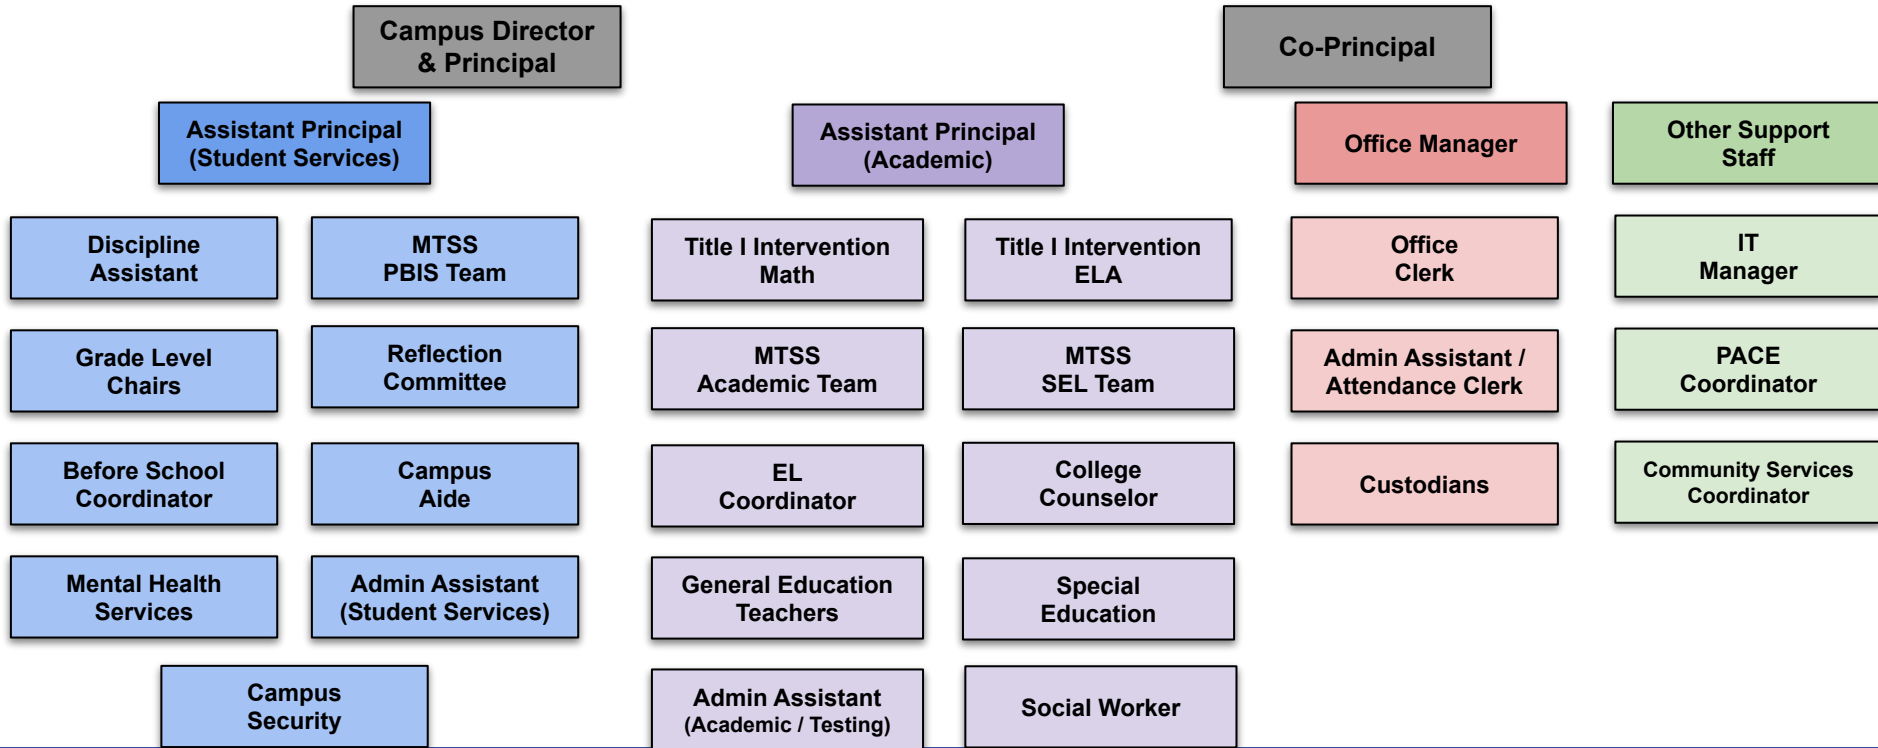 Campus Director
& Principal
Co-Principal
Assistant Principal
(Student Services)
Assistant Principal
(Academic)
Office Manager
Other Support
Staff
Discipline
Assistant
MTSS
PBIS Team
Title I Intervention
Math
Title I Intervention
ELA
Office
Clerk
IT
Manager
Grade Level
Chairs
Reflection
Committee
MTSS
Academic Team
MTSS
SEL Team
Admin Assistant /
Attendance Clerk
PACE
Coordinator
Before School
Coordinator
Campus
Aide
EL
Coordinator
College
Counselor
Custodians
Community Services
Coordinator
Mental Health
Services
Admin Assistant
(Student Services)
General Education
Teachers
Special
Education
Campus
Security
Admin Assistant
(Academic / Testing)
Social Worker